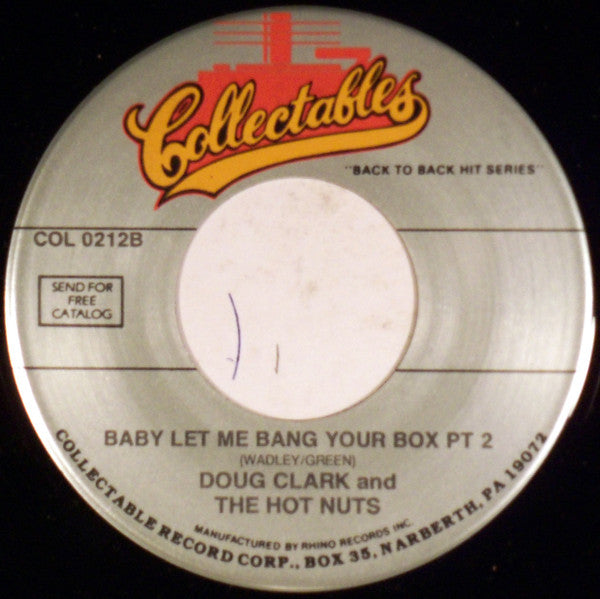 Collectables
"BACK TO BACK HIT SERIES"
COL 0212B
SEND FOR
FREE
CATALOG
BABY LET ME BANG YOUR BOX PT 2
(WADLEY/GREEN)
DOUG CLARK and
THE HOT NUTS
MANUFACTURED BY RHINO RECORDS INC.
COLLECTABLE RECORD CORP., BOX 35, NARBERTH, PA 19072